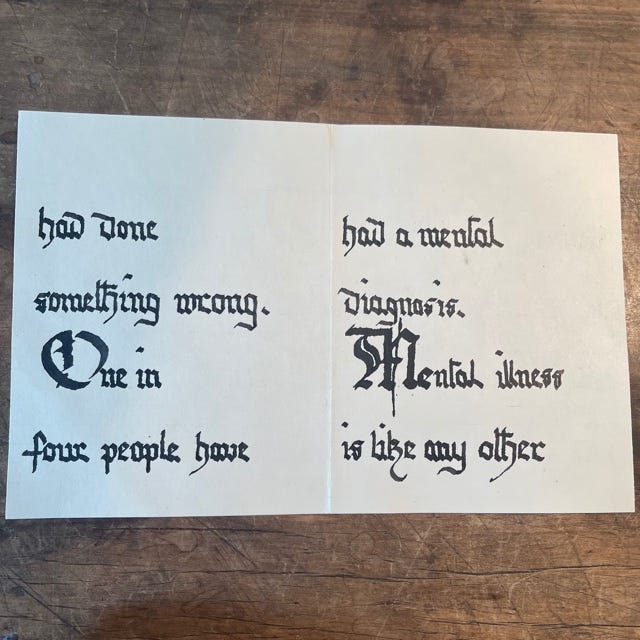 had done
something wrong.
One in
four people have
had a mental
diagnosis.
Mental illness
is like any other